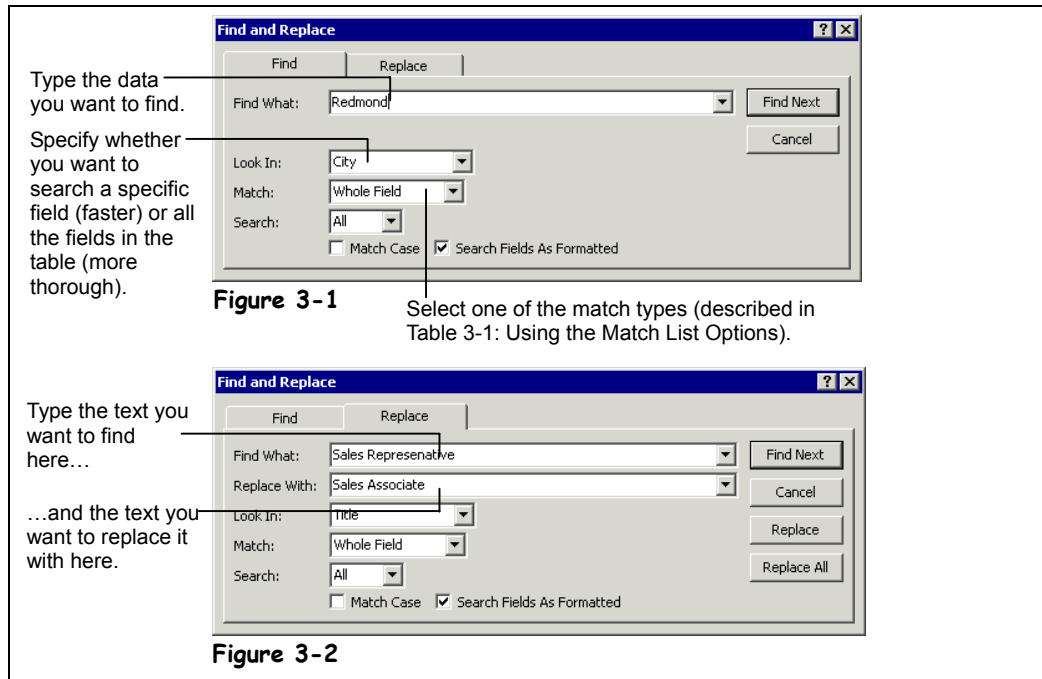 Find and Replace
Find
Replace
Type the data
you want to find.
Find What:
Redmond
Find Next
Cancel
Specify whether
you want to
search a specific
field (faster) or all
the fields in the
table (more
thorough).
Look In:
City
Match:
Whole Field
Search:
All
Match Case
Search Fields As Formatted
Figure 3-1
Select one of the match types (described in
Table 3-1: Using the Match List Options).
Find and Replace
Find
Replace
Type the text you
want to find
here…
Find What:
Sales Represenative
Find Next
Replace With:
Sales Associate
Cancel
…and the text you
want to replace it
with here.
Look In:
Title
Replace
Match:
Whole Field
Replace All
Search:
All
Match Case
Search Fields As Formatted
Figure 3-2